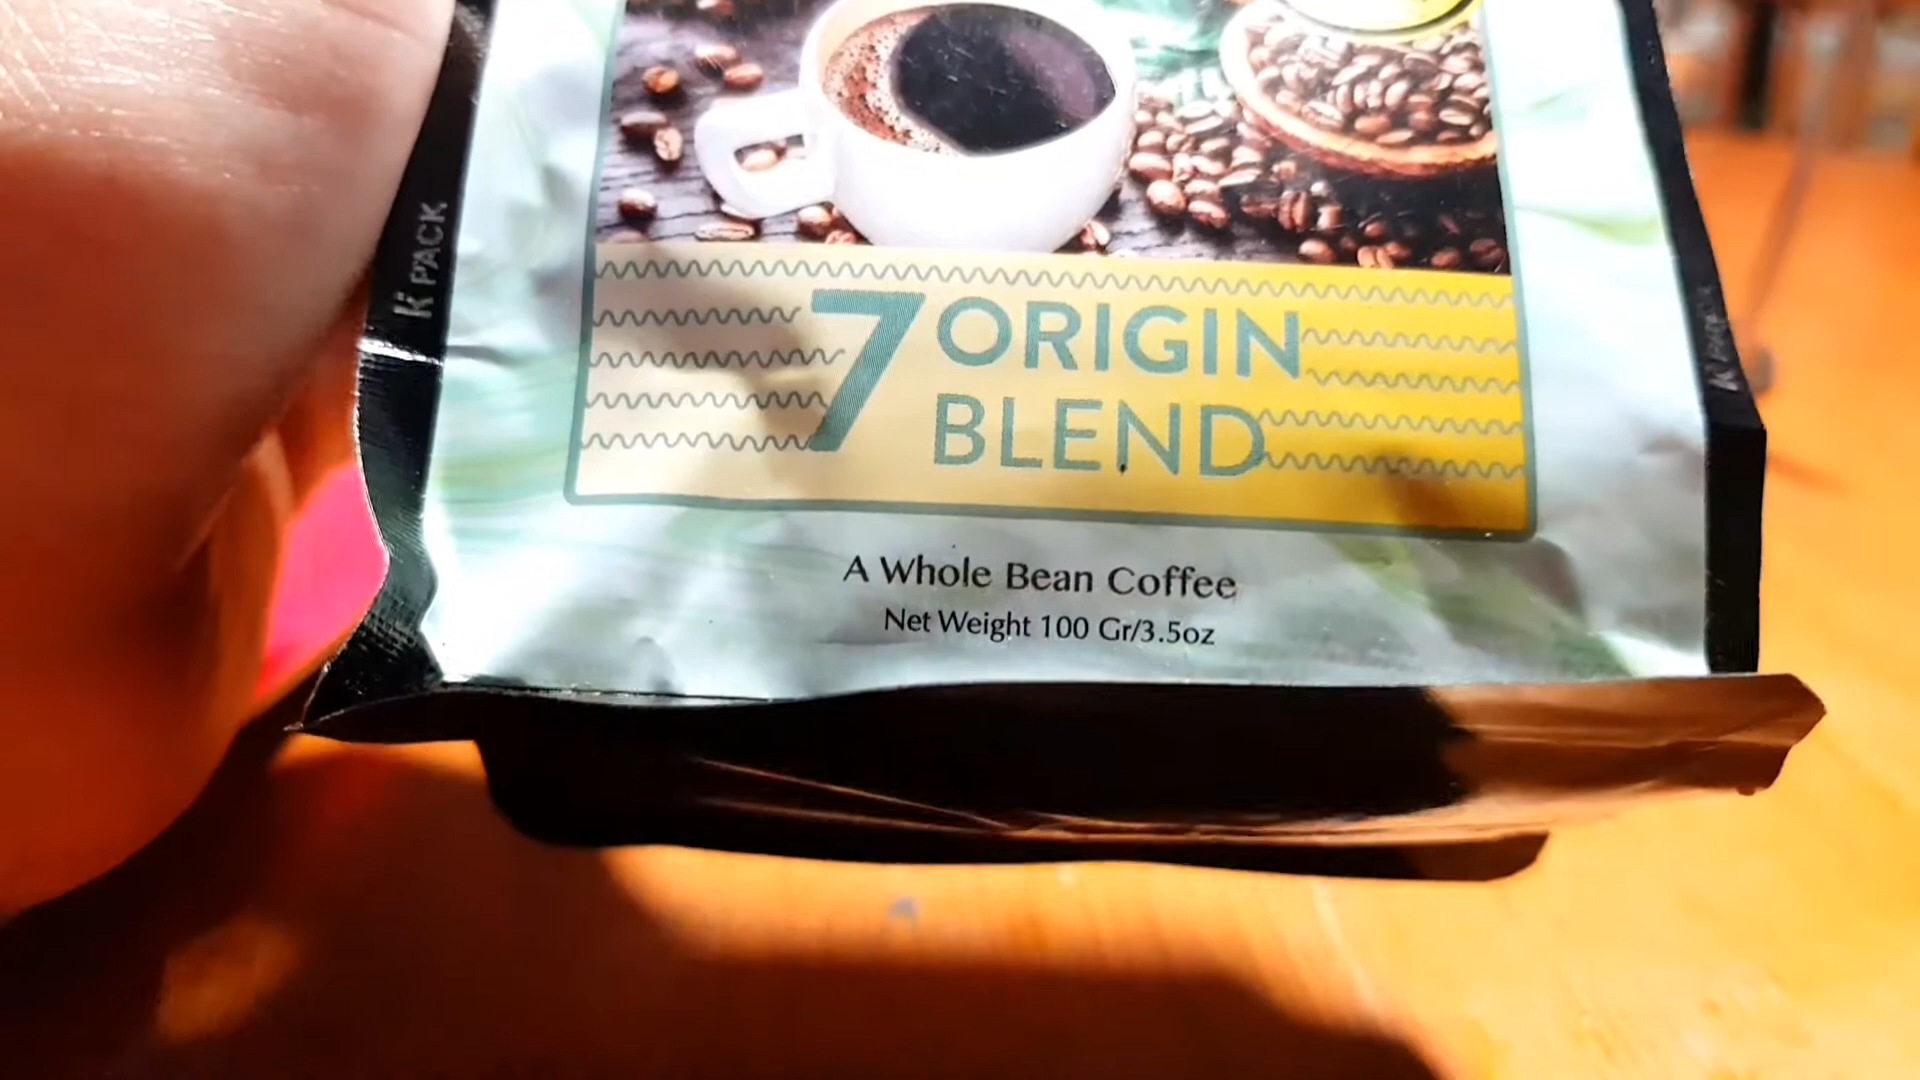 K PACK
7 ORIGIN
BLEND
A Whole Bean Coffee
Net Weight 100 Gr/3.5oz